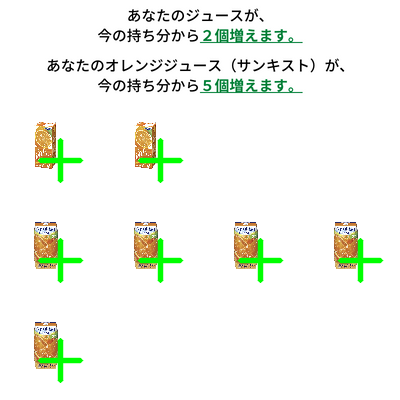 あなたのジュースが、
今の持ち分から２個増えます。
あなたのオレンジジュース（サンキスト）が、
今の持ち分から５個増えます。